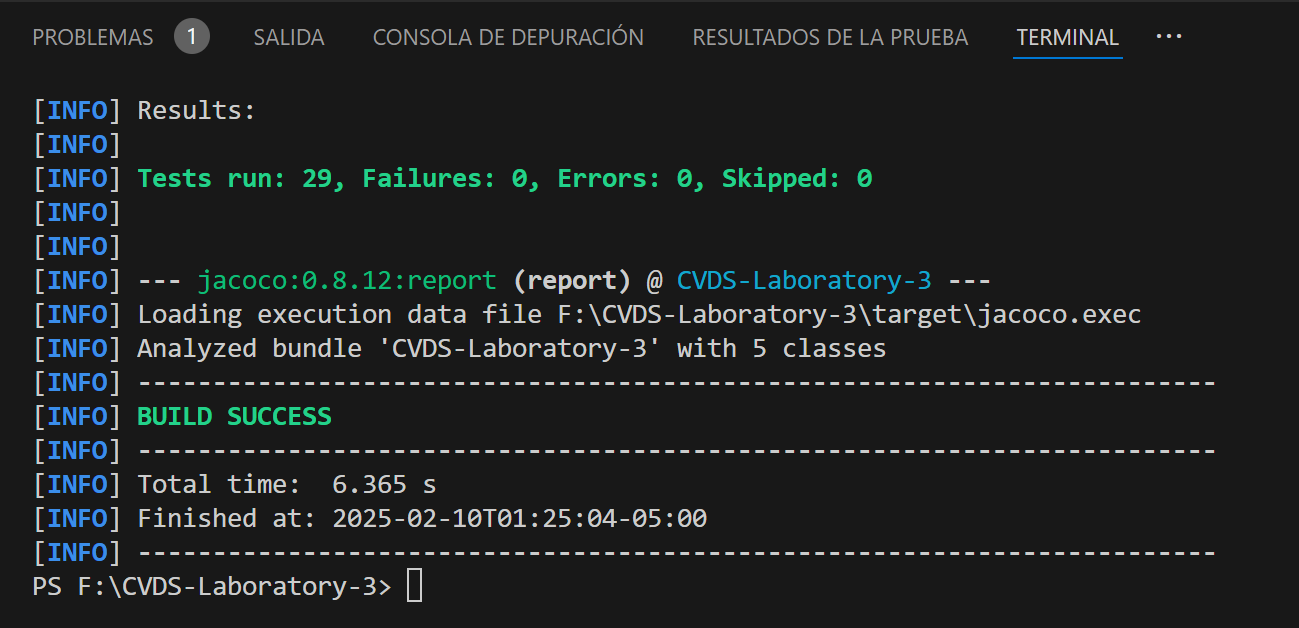 PROBLEMAS 1 SALIDA CONSOLA DE DEPURACIÓN RESULTADOS DE LA PRUEBA TERMINAL ···
[INFO] Results:
[INFO]
[INFO] Tests run: 29, Failures: 0, Errors: 0, Skipped: 0
[INFO]
[INFO]
[INFO] --- jacoco:0.8.12:report (report) @ CVDS-Laboratory-3 ---
[INFO] Loading execution data file F:\CVDS-Laboratory-3\target\jacoco.exec
[INFO] Analyzed bundle 'CVDS-Laboratory-3' with 5 classes
[INFO] ------------------------------------------------------------------------
[INFO] BUILD SUCCESS
[INFO] ------------------------------------------------------------------------
[INFO] Total time:  6.365 s
[INFO] Finished at: 2025-02-10T01:25:04-05:00
[INFO] ------------------------------------------------------------------------
PS F:\CVDS-Laboratory-3>